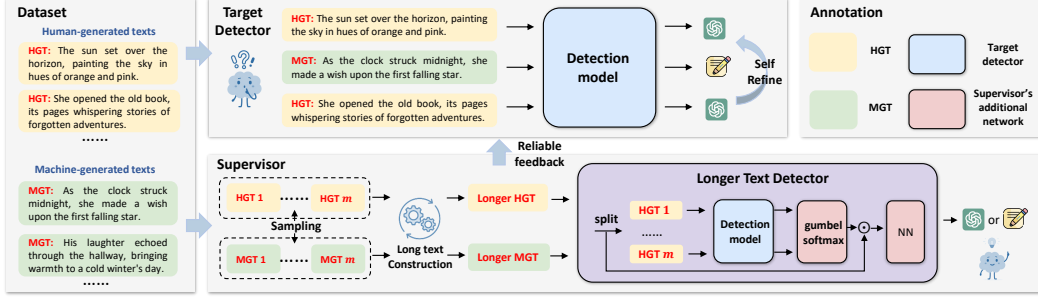 Dataset
Human-generated texts
HGT: The sun set over the
horizon, painting the sky in
hues of orange and pink.
HGT: She opened the old book,
its pages whispering stories of
forgotten adventures.
......
Machine-generated texts
MGT: As the clock struck
midnight, she made a wish
upon the first falling star.
MGT: His laughter echoed
through the hallway, bringing
warmth to a cold winter's day.
......
Target
Detector
?!?
HGT: The sun set over the horizon, painting
the sky in hues of orange and pink.
MGT: As the clock struck midnight, she
made a wish upon the first falling star.
HGT: She opened the old book, its pages
whispering stories of forgotten adventures.
Detection
model
Self
Refine
Annotation
HGT
Target
detector
MGT
Supervisor's
additional
network
Reliable
feedback
Supervisor
HGT 1 ...... HGT m
Sampling
MGT 1 ...... MGT m
Long text
Construction
Longer HGT
Longer MGT
Longer Text Detector
split
HGT 1
......
HGT m
Detection
model
gumbel
softmax
NN
or